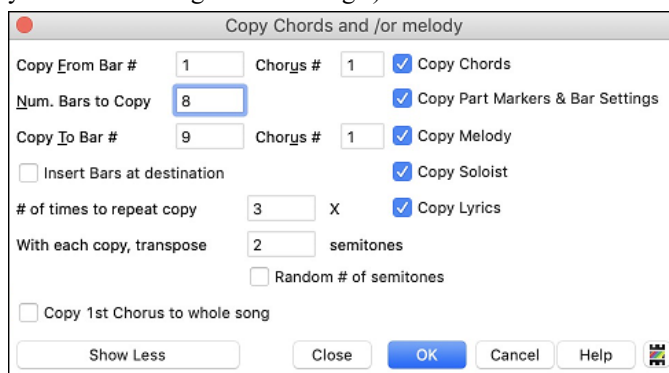 Copy Chords and /or melody
Copy From Bar # 1 Chorus # 1 Copy Chords
Num. Bars to Copy 8 Copy Part Markers & Bar Settings
Copy To Bar # 9 Chorus # 1 Copy Melody
Insert Bars at destination Copy Soloist
# of times to repeat copy 3 X Copy Lyrics
With each copy, transpose 2 semitones
Random # of semitones
Copy 1st Chorus to whole song
Show Less Close OK Cancel Help